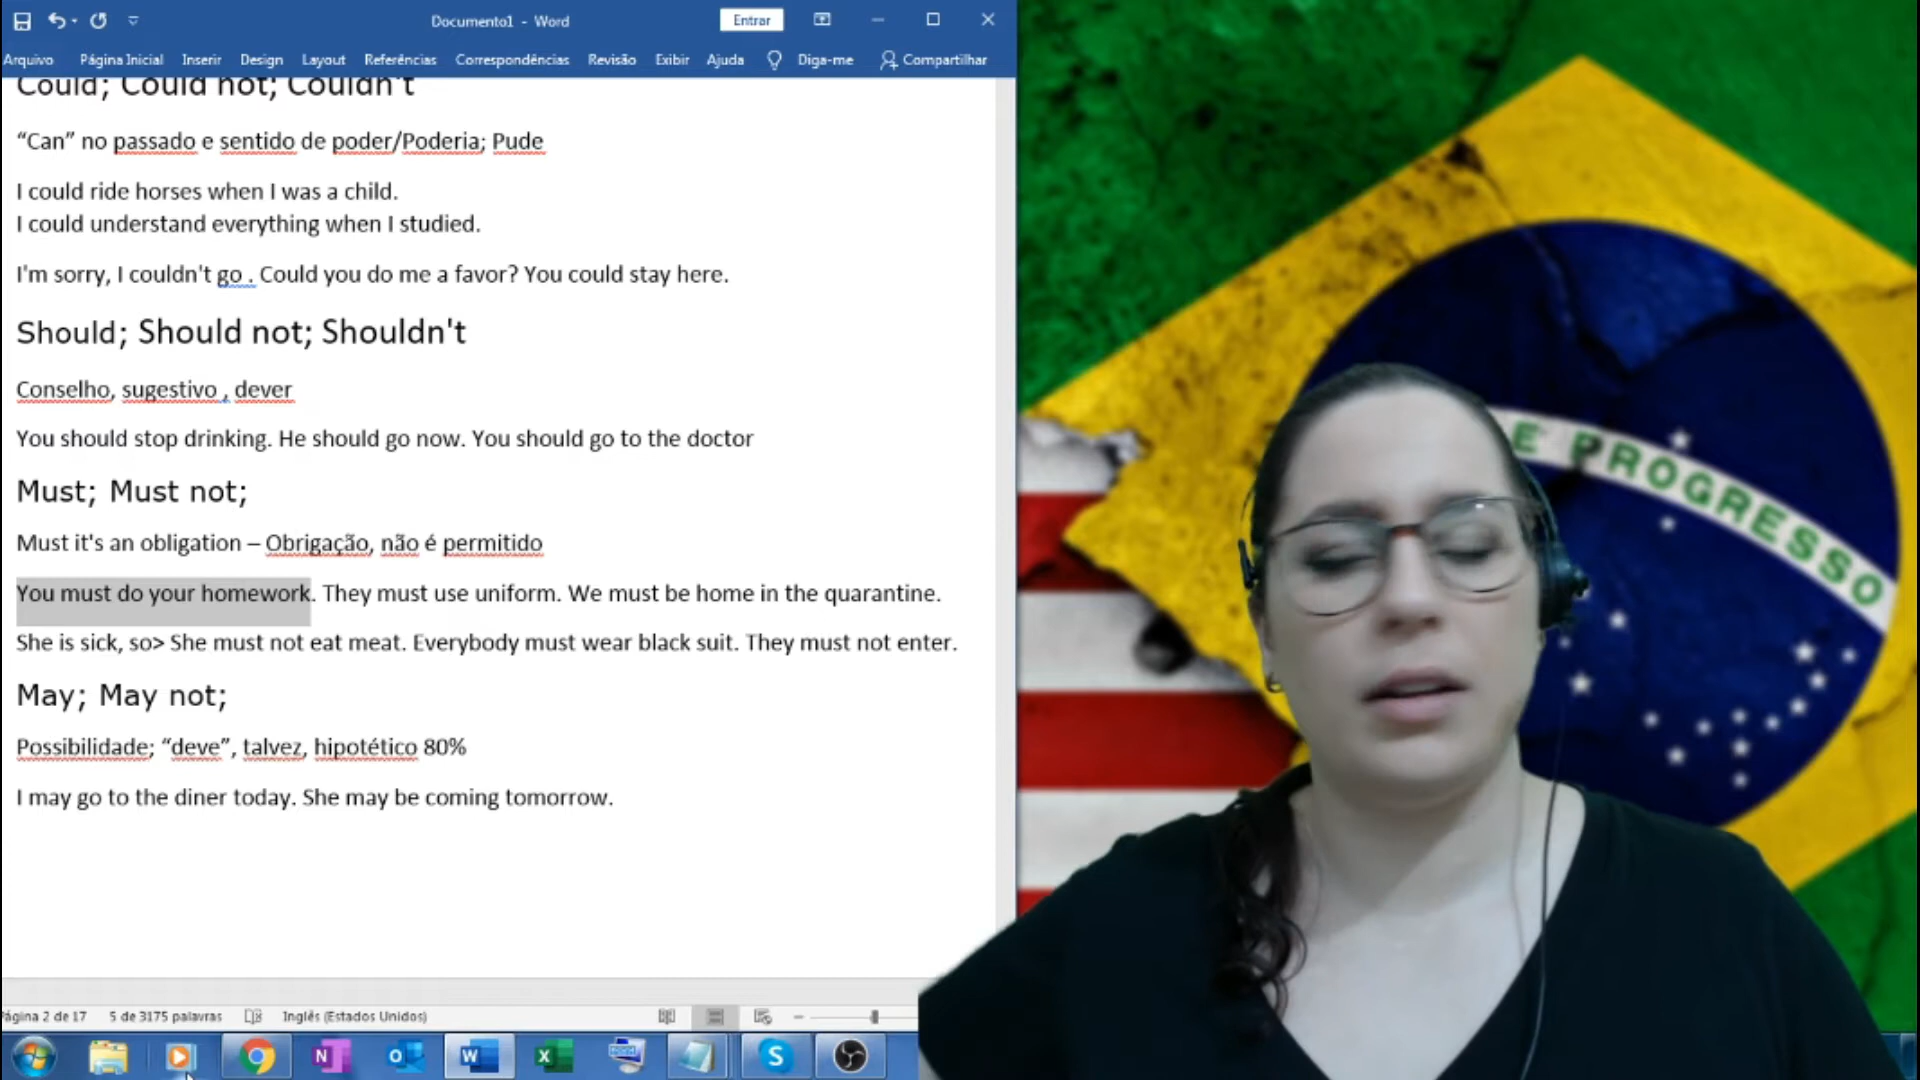 Documento1 - Word
Entrar
Arquivo Página Inicial Inserir Design Layout Referências Correspondências Revisão Exibir Ajuda Diga-me Compartilhar
Could; Could not; Couldn't
“Can” no passado e sentido de poder/Poderia; Pude
I could ride horses when I was a child.
I could understand everything when I studied.
I'm sorry, I couldn't go . Could you do me a favor? You could stay here.
Should; Should not; Shouldn't
Conselho, sugestivo , dever
You should stop drinking. He should go now. You should go to the doctor
Must; Must not;
Must it's an obligation – Obrigação, não é permitido
You must do your homework. They must use uniform. We must be home in the quarantine.
She is sick, so> She must not eat meat. Everybody must wear black suit. They must not enter.
May; May not;
Possibilidade; “deve”, talvez, hipotético 80%
I may go to the diner today. She may be coming tomorrow.
E PROGRESSO
Página 2 de 17 5 de 3175 palavras Inglês (Estados Unidos)